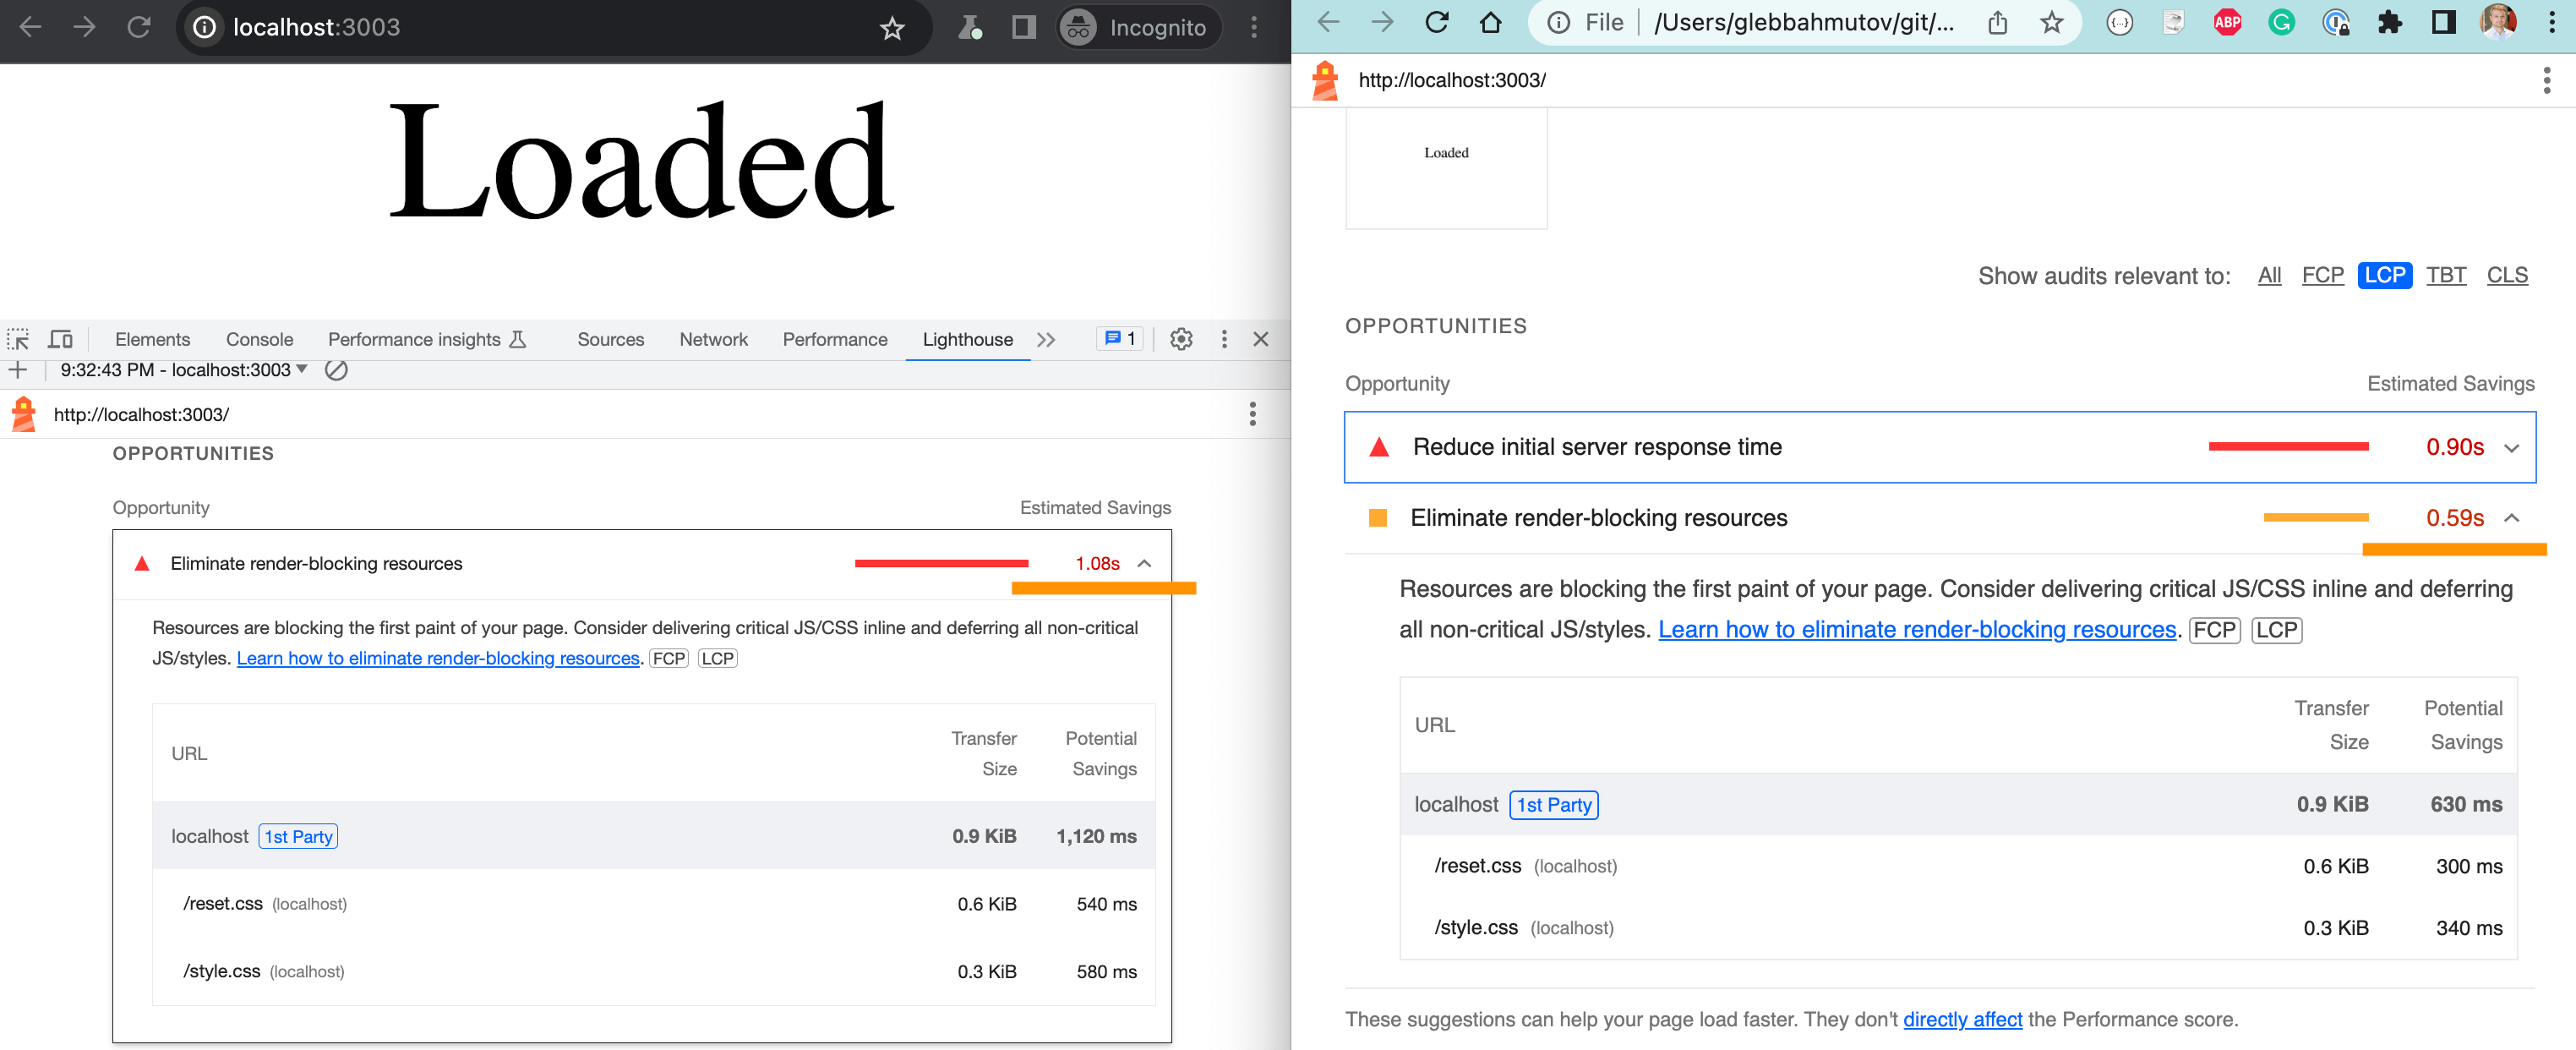 localhost:3003
Incognito
Loaded
Elements Console Performance insights Sources Network Performance Lighthouse 1
9:32:43 PM - localhost:3003
http://localhost:3003/
OPPORTUNITIES
Opportunity Estimated Savings
Eliminate render-blocking resources 1.08s
Resources are blocking the first paint of your page. Consider delivering critical JS/CSS inline and deferring all non-critical
JS/styles. Learn how to eliminate render-blocking resources. FCP LCP
URL Transfer Size Potential Savings
localhost 1st Party 0.9 KiB 1,120 ms
/reset.css (localhost) 0.6 KiB 540 ms
/style.css (localhost) 0.3 KiB 580 ms
File /Users/glebbahmutov/git/...
ABP
http://localhost:3003/
Loaded
Show audits relevant to: All FCP LCP TBT CLS
OPPORTUNITIES
Opportunity Estimated Savings
Reduce initial server response time 0.90s
Eliminate render-blocking resources 0.59s
Resources are blocking the first paint of your page. Consider delivering critical JS/CSS inline and deferring
all non-critical JS/styles. Learn how to eliminate render-blocking resources. FCP LCP
URL Transfer Size Potential Savings
localhost 1st Party 0.9 KiB 630 ms
/reset.css (localhost) 0.6 KiB 300 ms
/style.css (localhost) 0.3 KiB 340 ms
These suggestions can help your page load faster. They don't directly affect the Performance score.